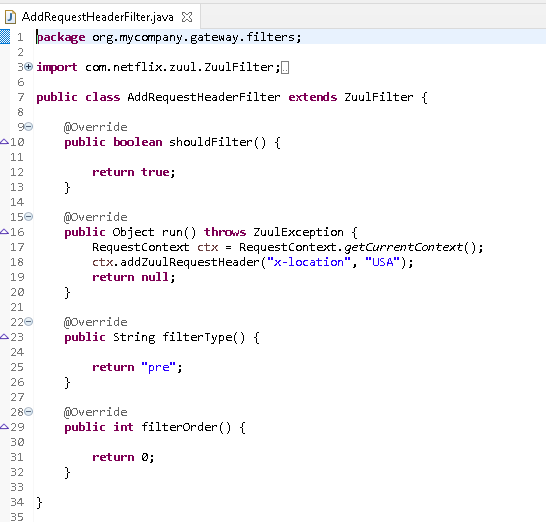 AddRequestHeaderFilter.java
1 package org.mycompany.gateway.filters;
2
3 import com.netflix.zuul.ZuulFilter;
6
7 public class AddRequestHeaderFilter extends ZuulFilter {
8
9 @Override
10 public boolean shouldFilter() {
11
12 return true;
13 }
14
15 @Override
16 public Object run() throws ZuulException {
17 RequestContext ctx = RequestContext.getCurrentContext();
18 ctx.addZuulRequestHeader("x-location", "USA");
19 return null;
20 }
21
22 @Override
23 public String filterType() {
24
25 return "pre";
26 }
27
28 @Override
29 public int filterOrder() {
30
31 return 0;
32 }
33
34 }
35